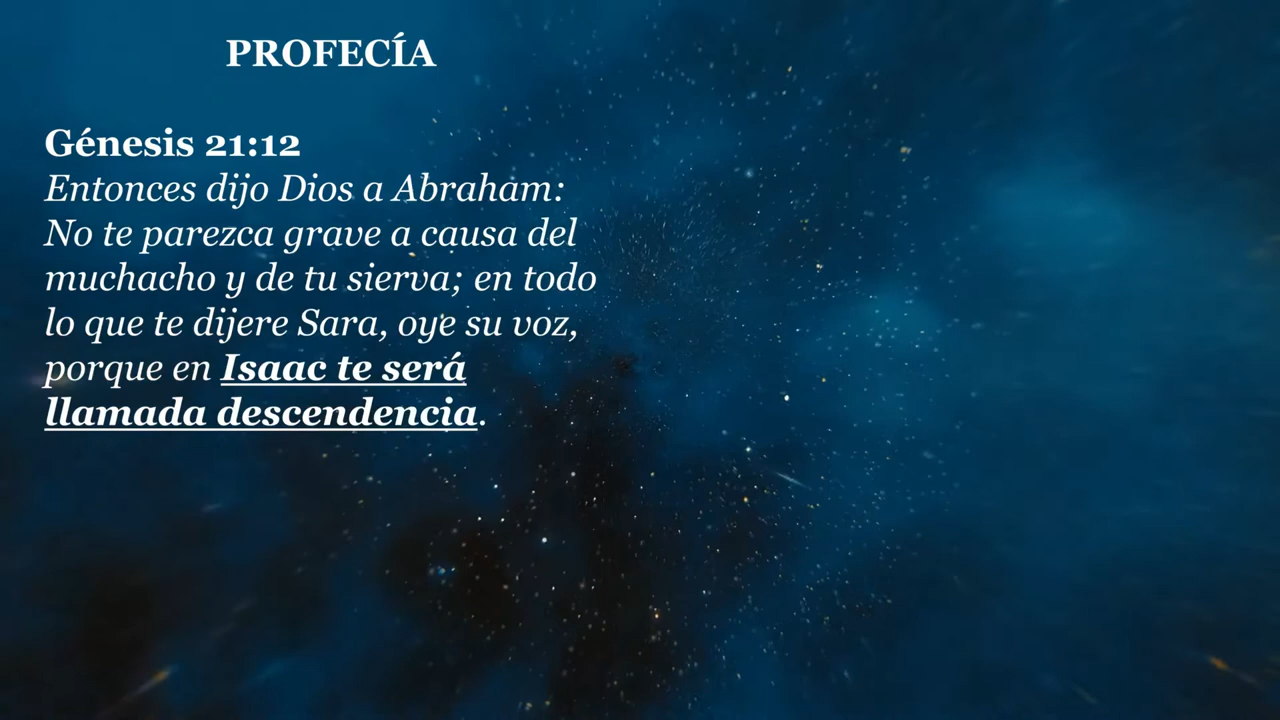 PROFECÍA
Génesis 21:12
Entonces dijo Dios a Abraham:
No te parezca grave a causa del
muchacho y de tu sierva; en todo
lo que te dijere Sara, oye su voz,
porque en Isaac te será
llamada descendencia.